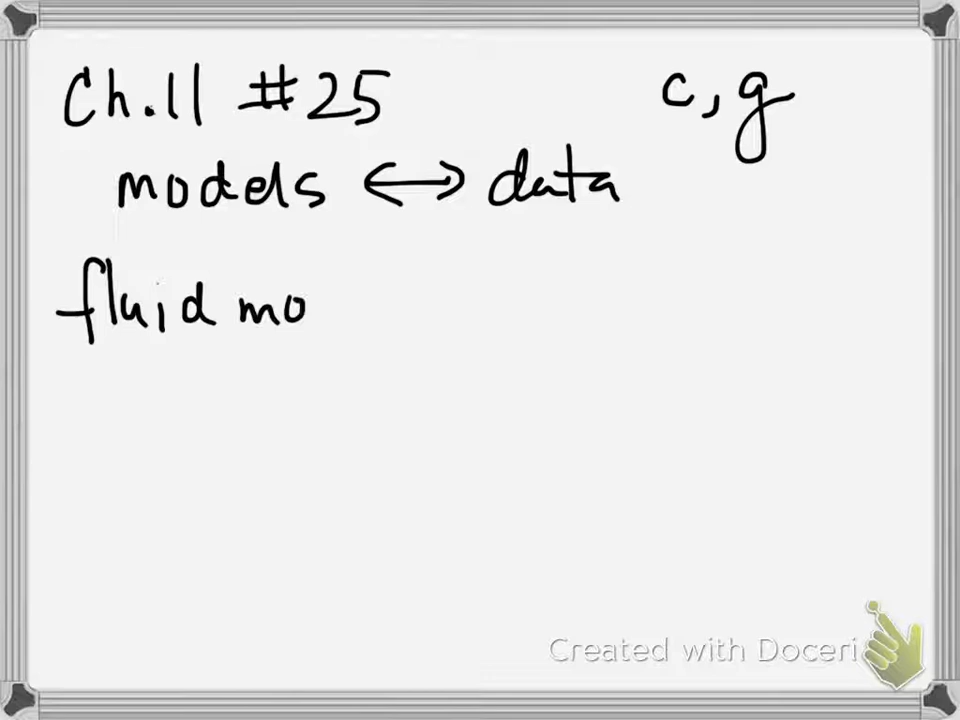 Ch.11 #25 c, g
models ↔ data
fluid mo
Created with Doceri